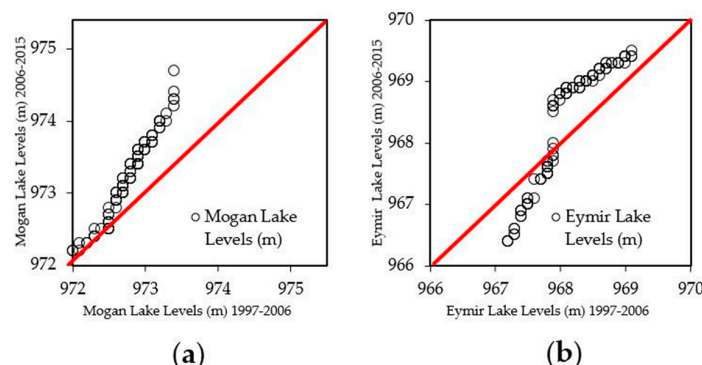 975
974
973
972
972
973
974
975
Mogan Lake Levels (m) 2006-2015
Mogan Lake Levels (m) 1997-2006
Mogan Lake
Levels (m)
(a)
970
969
968
967
966
966
967
968
969
970
Eymir Lake Levels (m) 2006-2015
Eymir Lake Levels (m) 1997-2006
Eymir Lake
Levels (m)
(b)